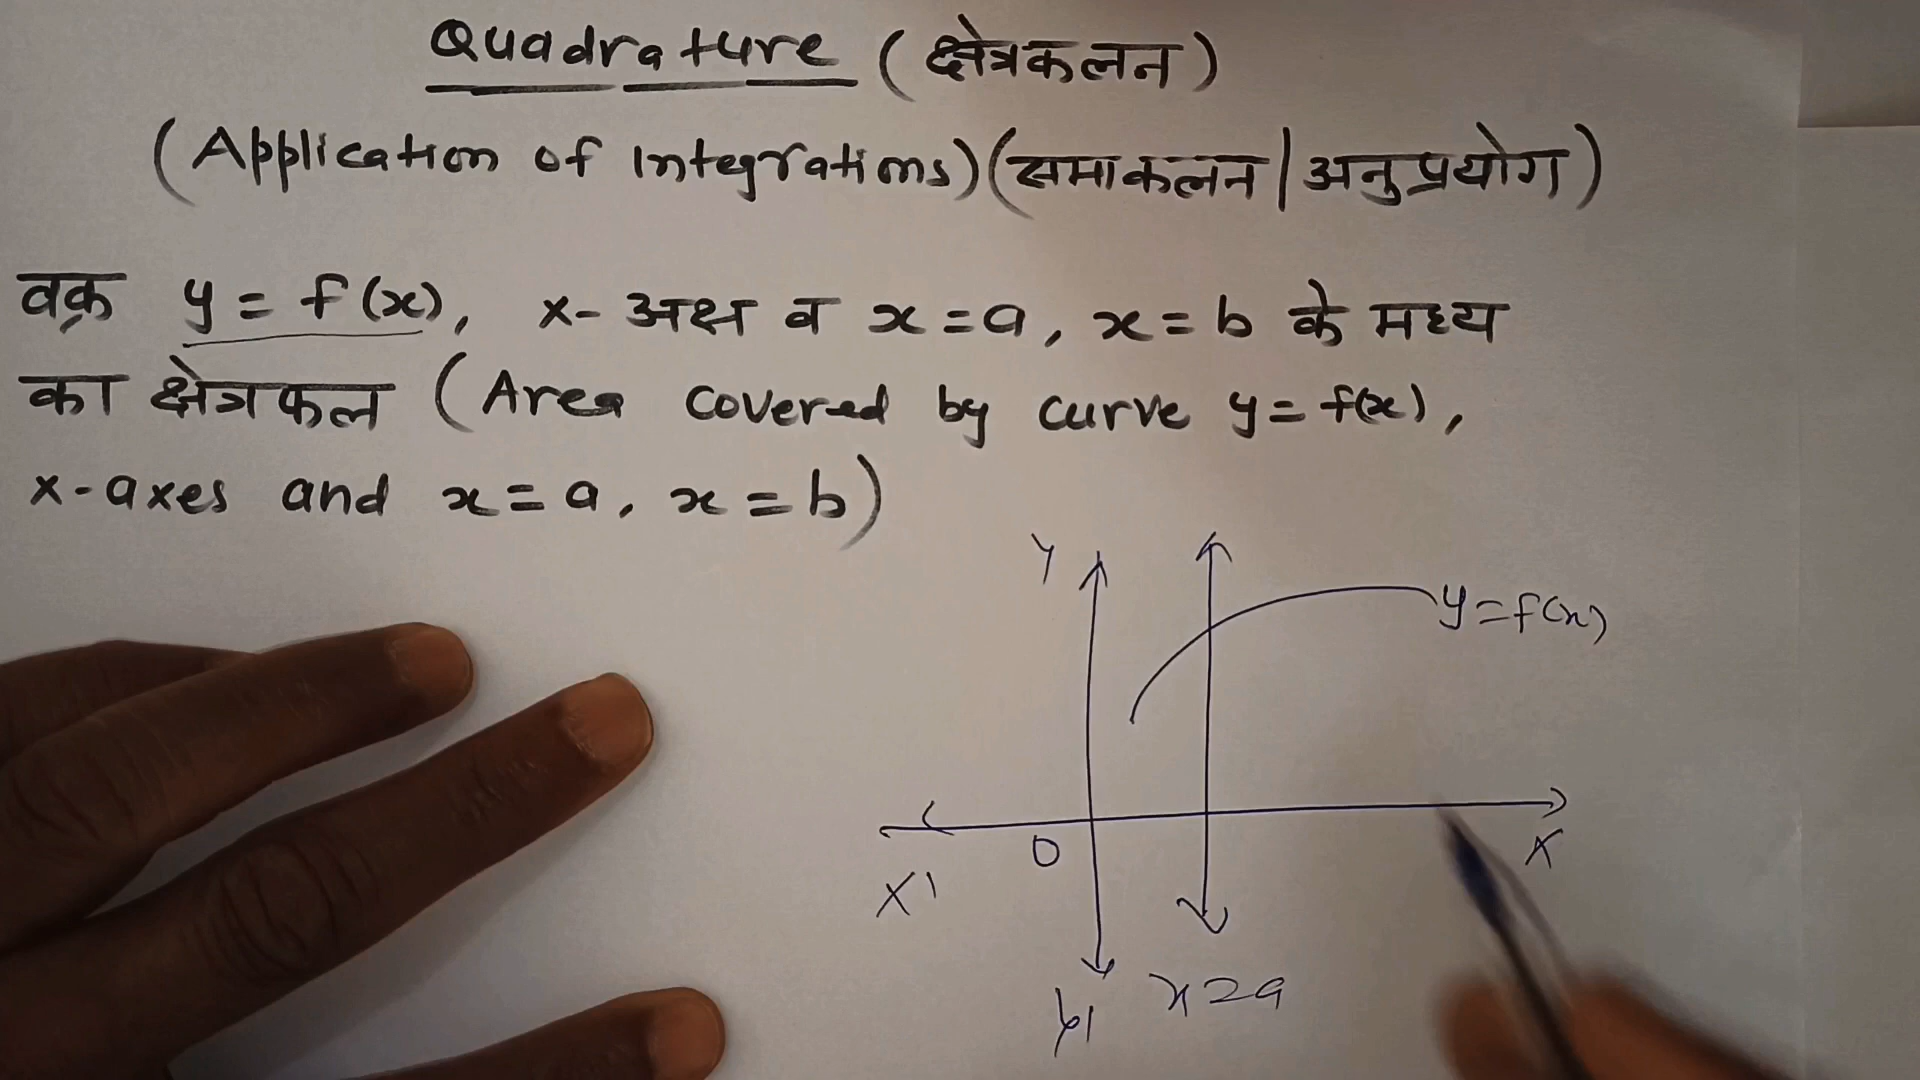 Quadrature (क्षेत्रकलन)
(Application of Integrations) (समाकलन | अनुप्रयोग)
वक्र y = f(x), x- अक्ष व x = a, x = b के मध्य
का क्षेत्रफल (Area covered by curve y = f(x),
x-axes and x = a, x = b)
Y
y = f(x)
O
X
X'
Y'
x = a